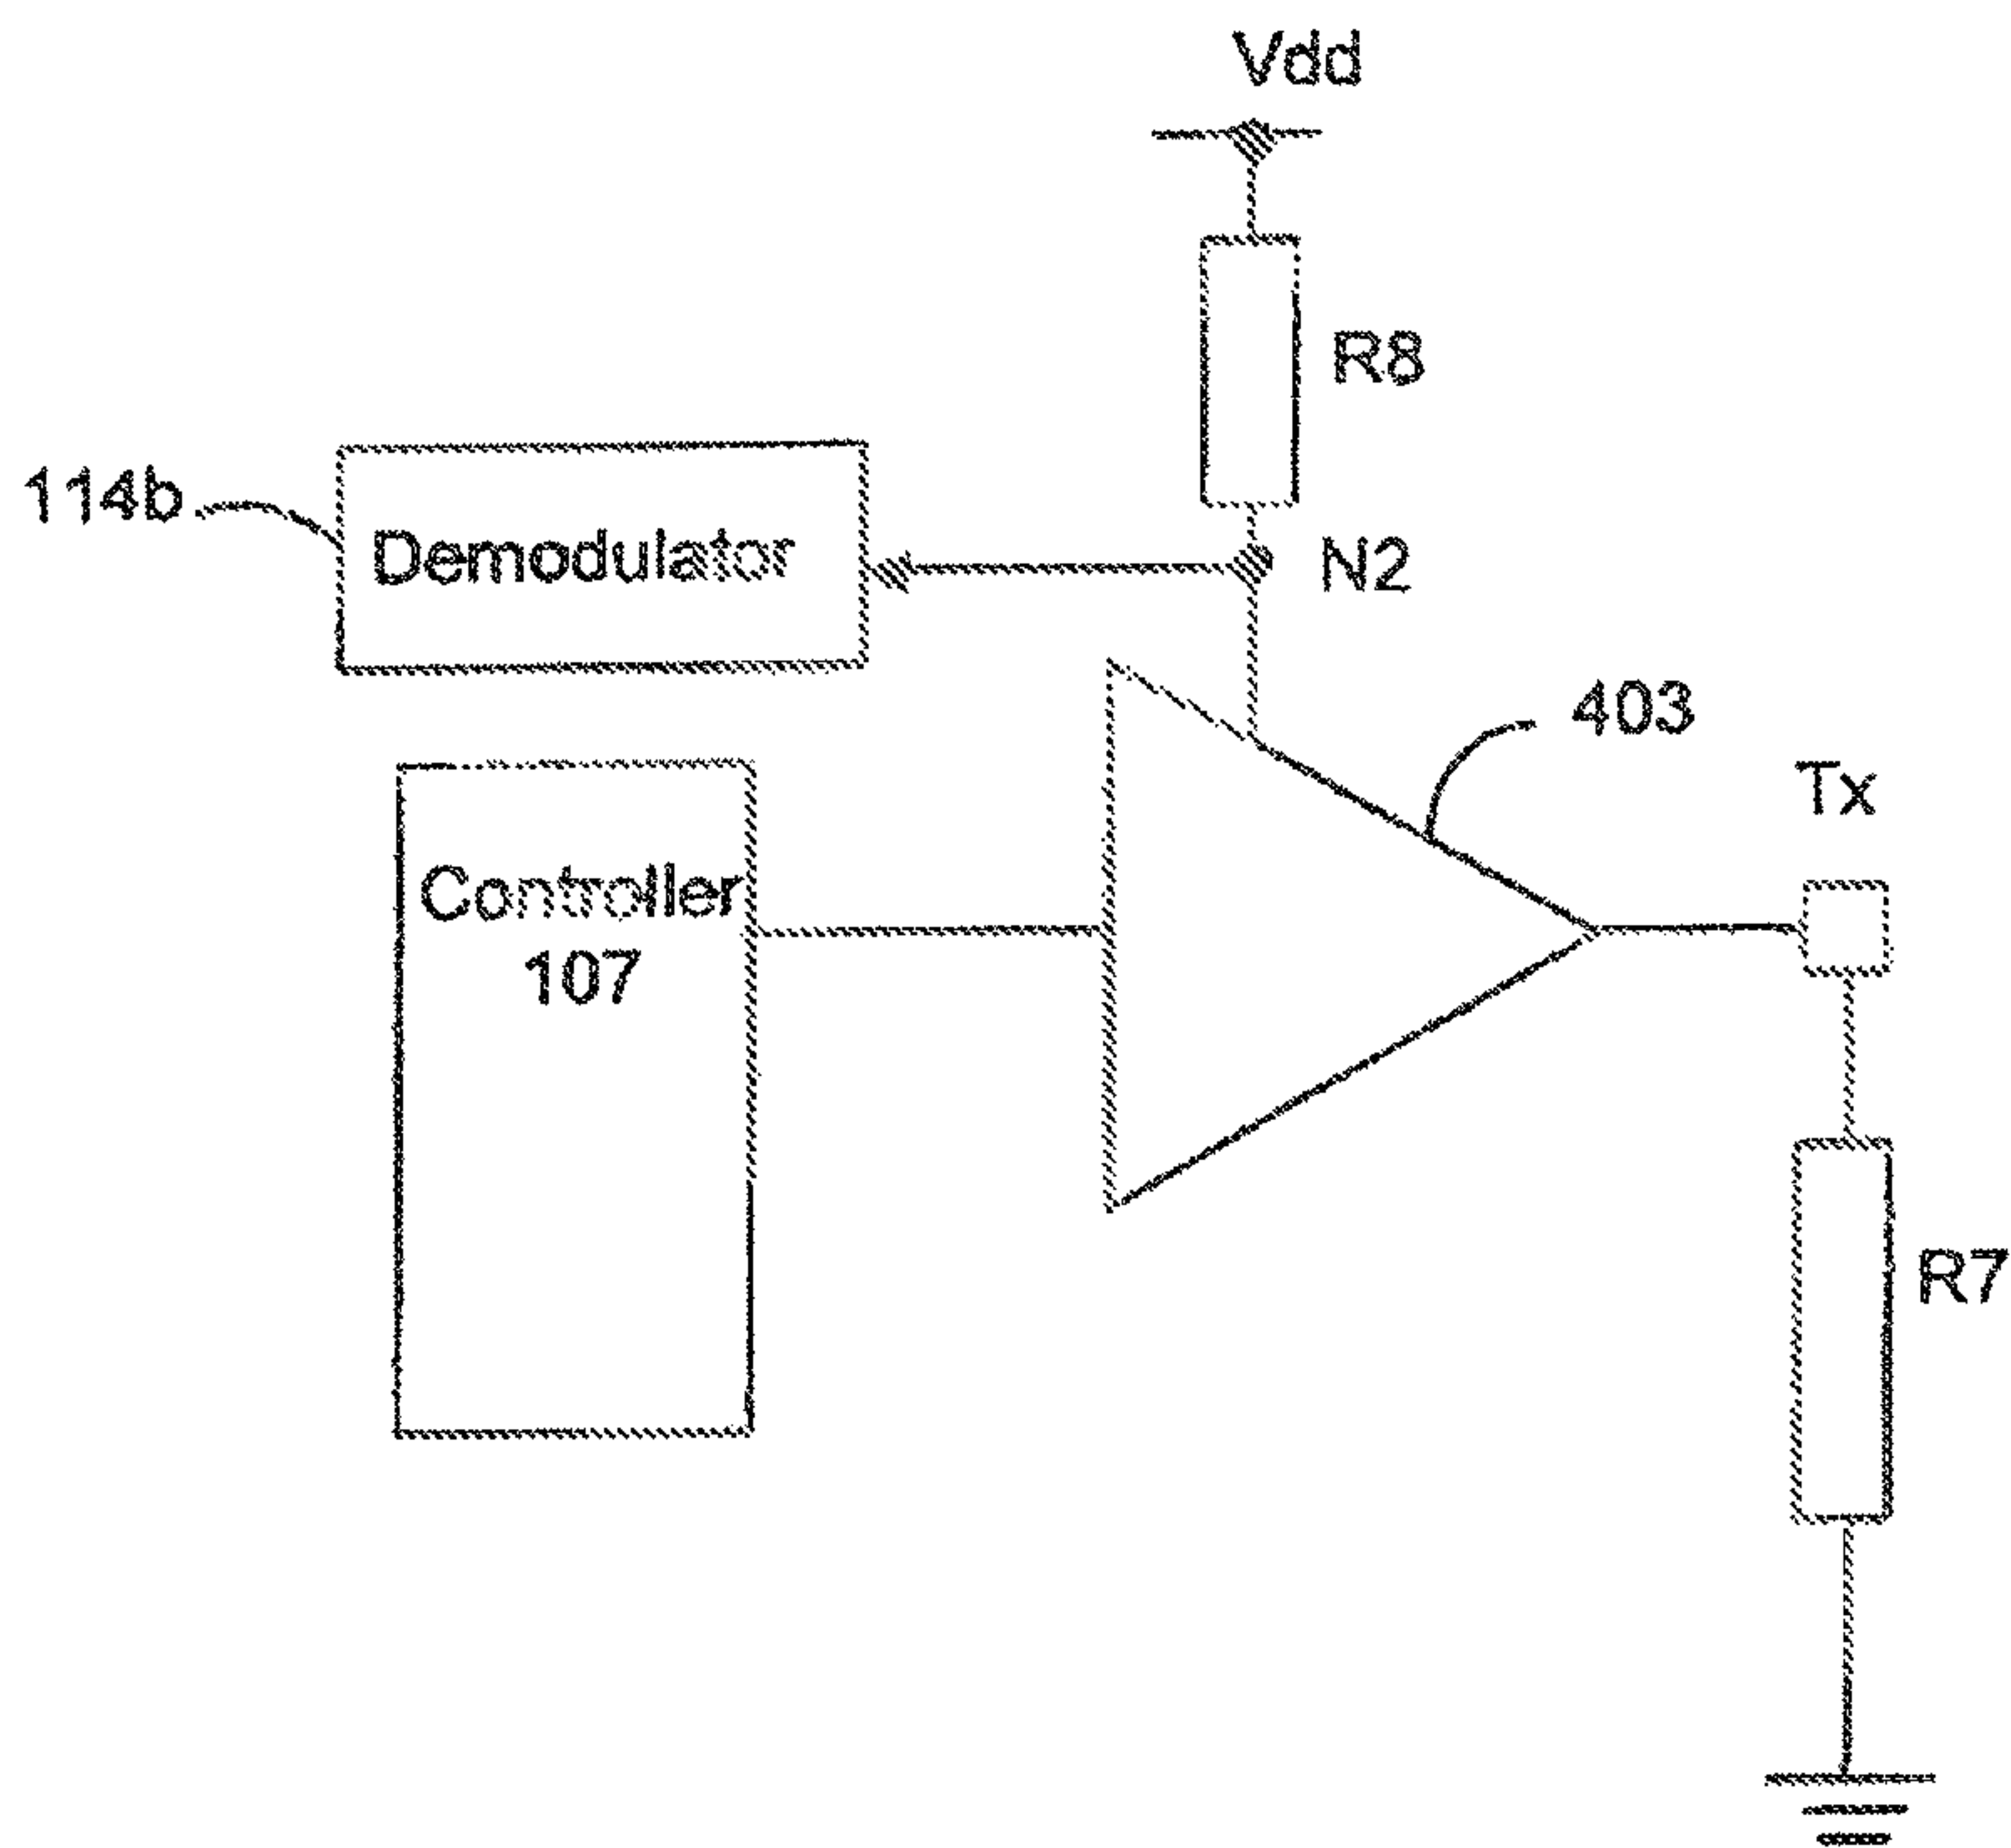 Vdd
R8
114b
Demodulator
N2
403
Tx
Controller
107
R7